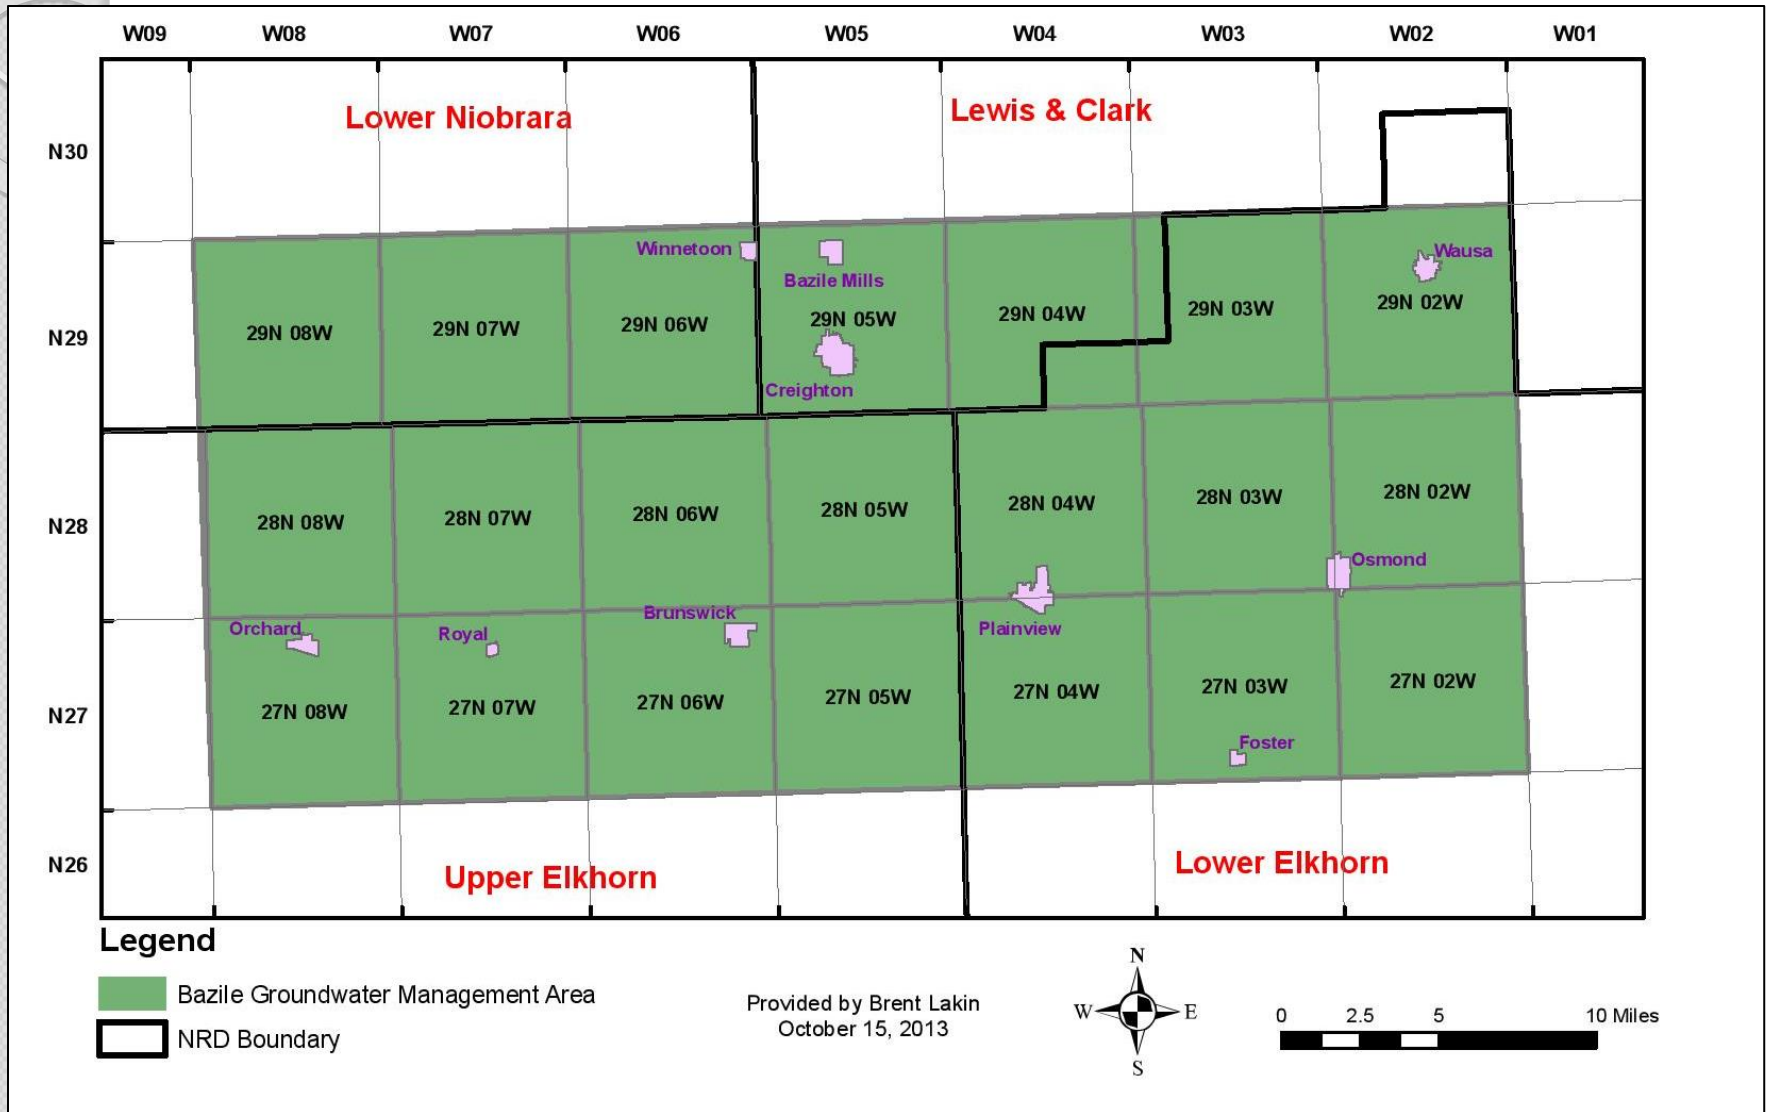 W09 W08 W07 W06 W05 W04 W03 W02 W01
Lower Niobrara
Lewis & Clark
N30
Winnetoon
Bazile Mills
Wausa
29N 08W 29N 07W 29N 06W 29N 05W 29N 04W 29N 03W 29N 02W
N29
Creighton
28N 08W 28N 07W 28N 06W 28N 05W 28N 04W 28N 03W 28N 02W
N28
Osmond
Orchard
Royal
Brunswick
Plainview
27N 08W 27N 07W 27N 06W 27N 05W 27N 04W 27N 03W 27N 02W
N27
Foster
N26
Upper Elkhorn
Lower Elkhorn
Legend
Bazile Groundwater Management Area
NRD Boundary
Provided by Brent Lakin
October 15, 2013
N
W E
S
0 2.5 5 10 Miles